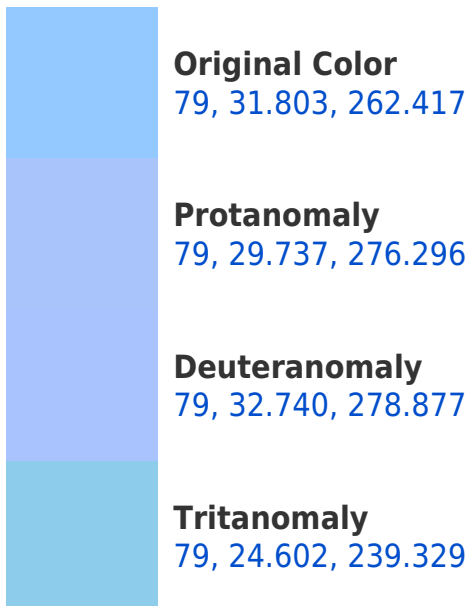 Original Color
79, 31.803, 262.417
Protanomaly
79, 29.737, 276.296
Deuteranomaly
79, 32.740, 278.877
Tritanomaly
79, 24.602, 239.329